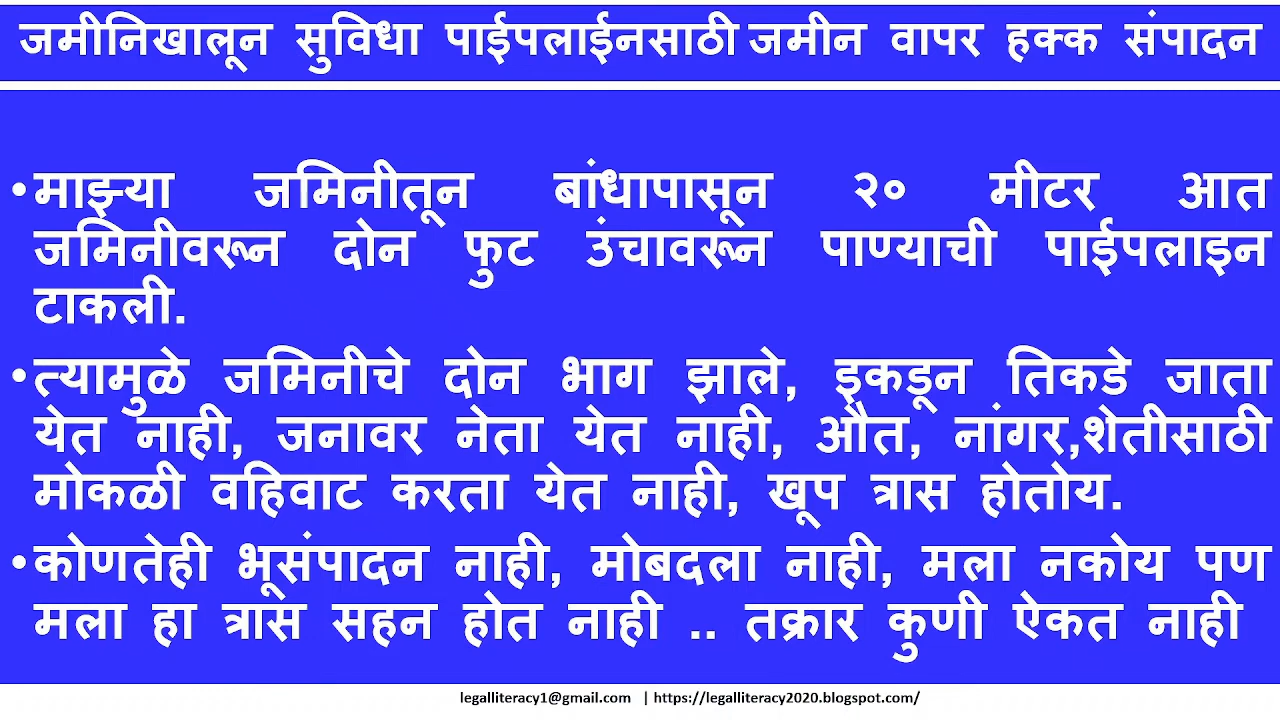 जमीनिखालून सुविधा पाईपलाईनसाठी जमीन वापर हक्क संपादन
•माझ्या जमिनीतून बांधापासून २० मीटर आत
जमिनीवरून दोन फुट उंचावरून पाण्याची पाईपलाइन
टाकली.
•त्यामुळे जमिनीचे दोन भाग झाले, इकडून तिकडे जाता
येत नाही, जनावर नेता येत नाही, औत, नांगर,शेतीसाठी
मोकळी वहिवाट करता येत नाही, खूप त्रास होतोय.
•कोणतेही भूसंपादन नाही, मोबदला नाही, मला नकोय पण
मला हा त्रास सहन होत नाही .. तक्रार कुणी ऐकत नाही
legalliteracy1@gmail.com | https://legalliteracy2020.blogspot.com/